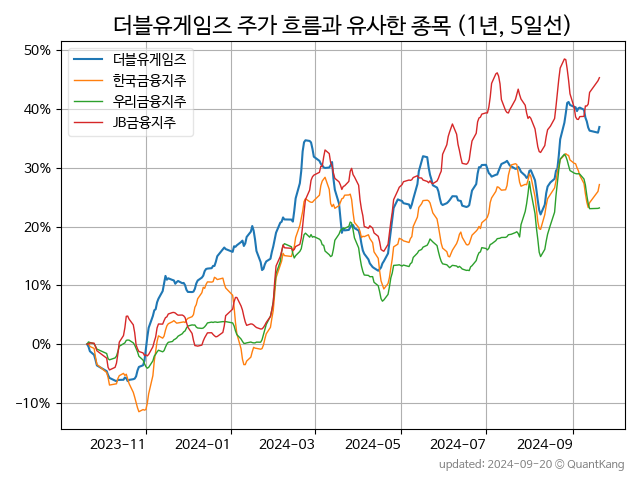 더블유게임즈 주가 흐름과 유사한 종목 (1년, 5일선)
50%
40%
30%
20%
10%
0%
−10%
더블유게임즈
한국금융지주
우리금융지주
JB금융지주
2023−11
2024−01
2024−03
2024−05
2024−07
2024−09
updated: 2024−09−20 © QuantKang